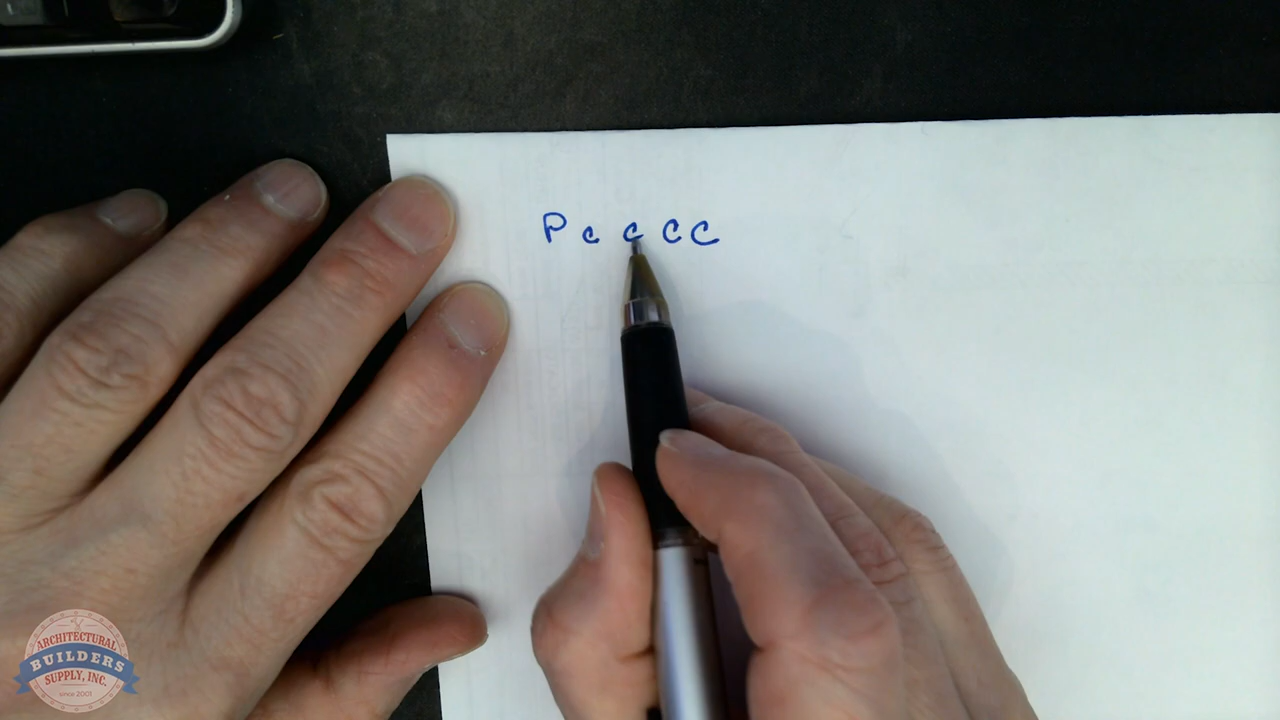 P c c C C
ARCHITECTURAL
BUILDERS
SUPPLY, INC.
since 2001